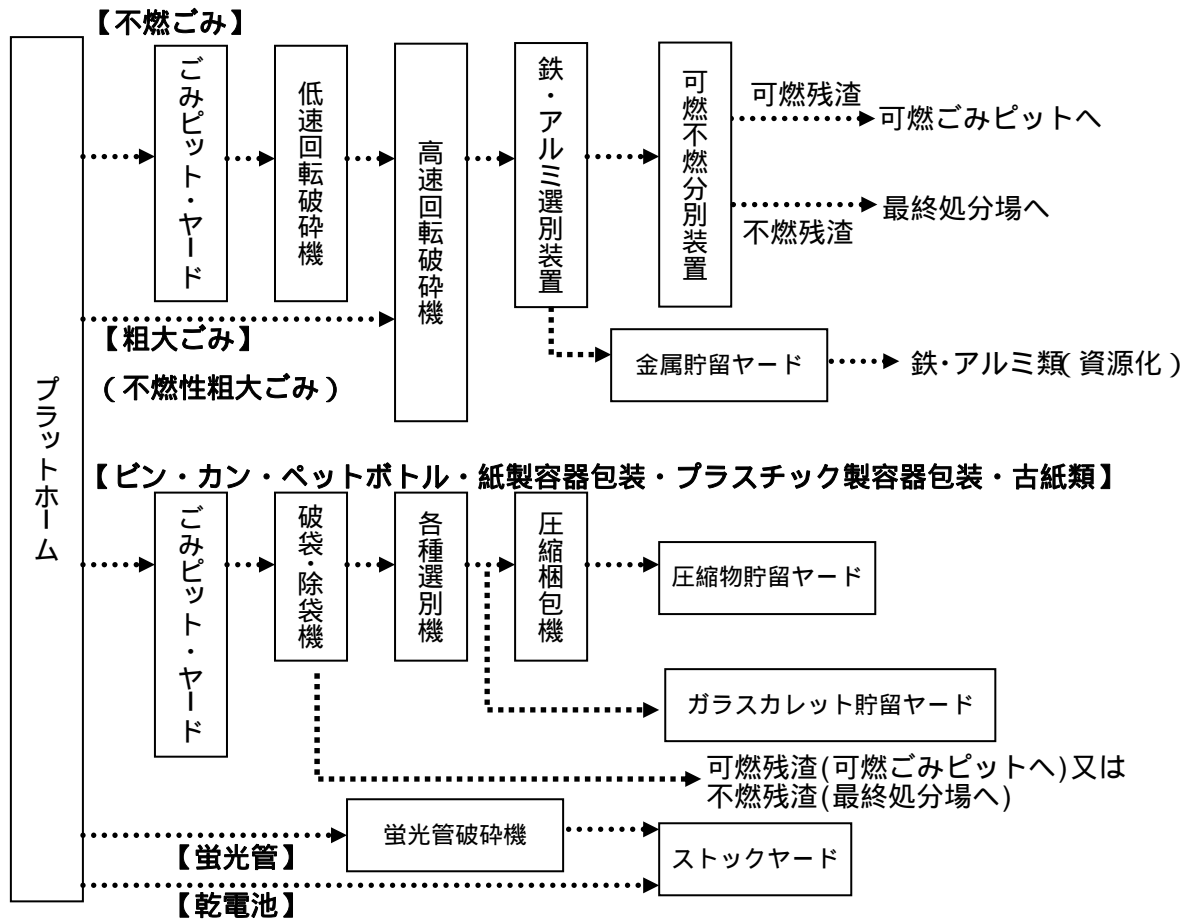 【不燃ごみ】
プラットホーム
ごみピット・ヤード
低速回転破砕機
高速回転破砕機
鉄・アルミ選別装置
可燃不燃分別装置
可燃残渣
可燃ごみピットへ
不燃残渣
最終処分場へ
【粗大ごみ】
(不燃性粗大ごみ)
金属貯留ヤード
鉄・アルミ類(資源化)
【ビン・カン・ペットボトル・紙製容器包装・プラスチック製容器包装・古紙類】
ごみピット・ヤード
破袋・除袋機
各種選別機
圧縮梱包機
圧縮物貯留ヤード
ガラスカレット貯留ヤード
可燃残渣(可燃ごみピットへ)又は
不燃残渣(最終処分場へ)
蛍光管破砕機
【蛍光管】
ストックヤード
【乾電池】